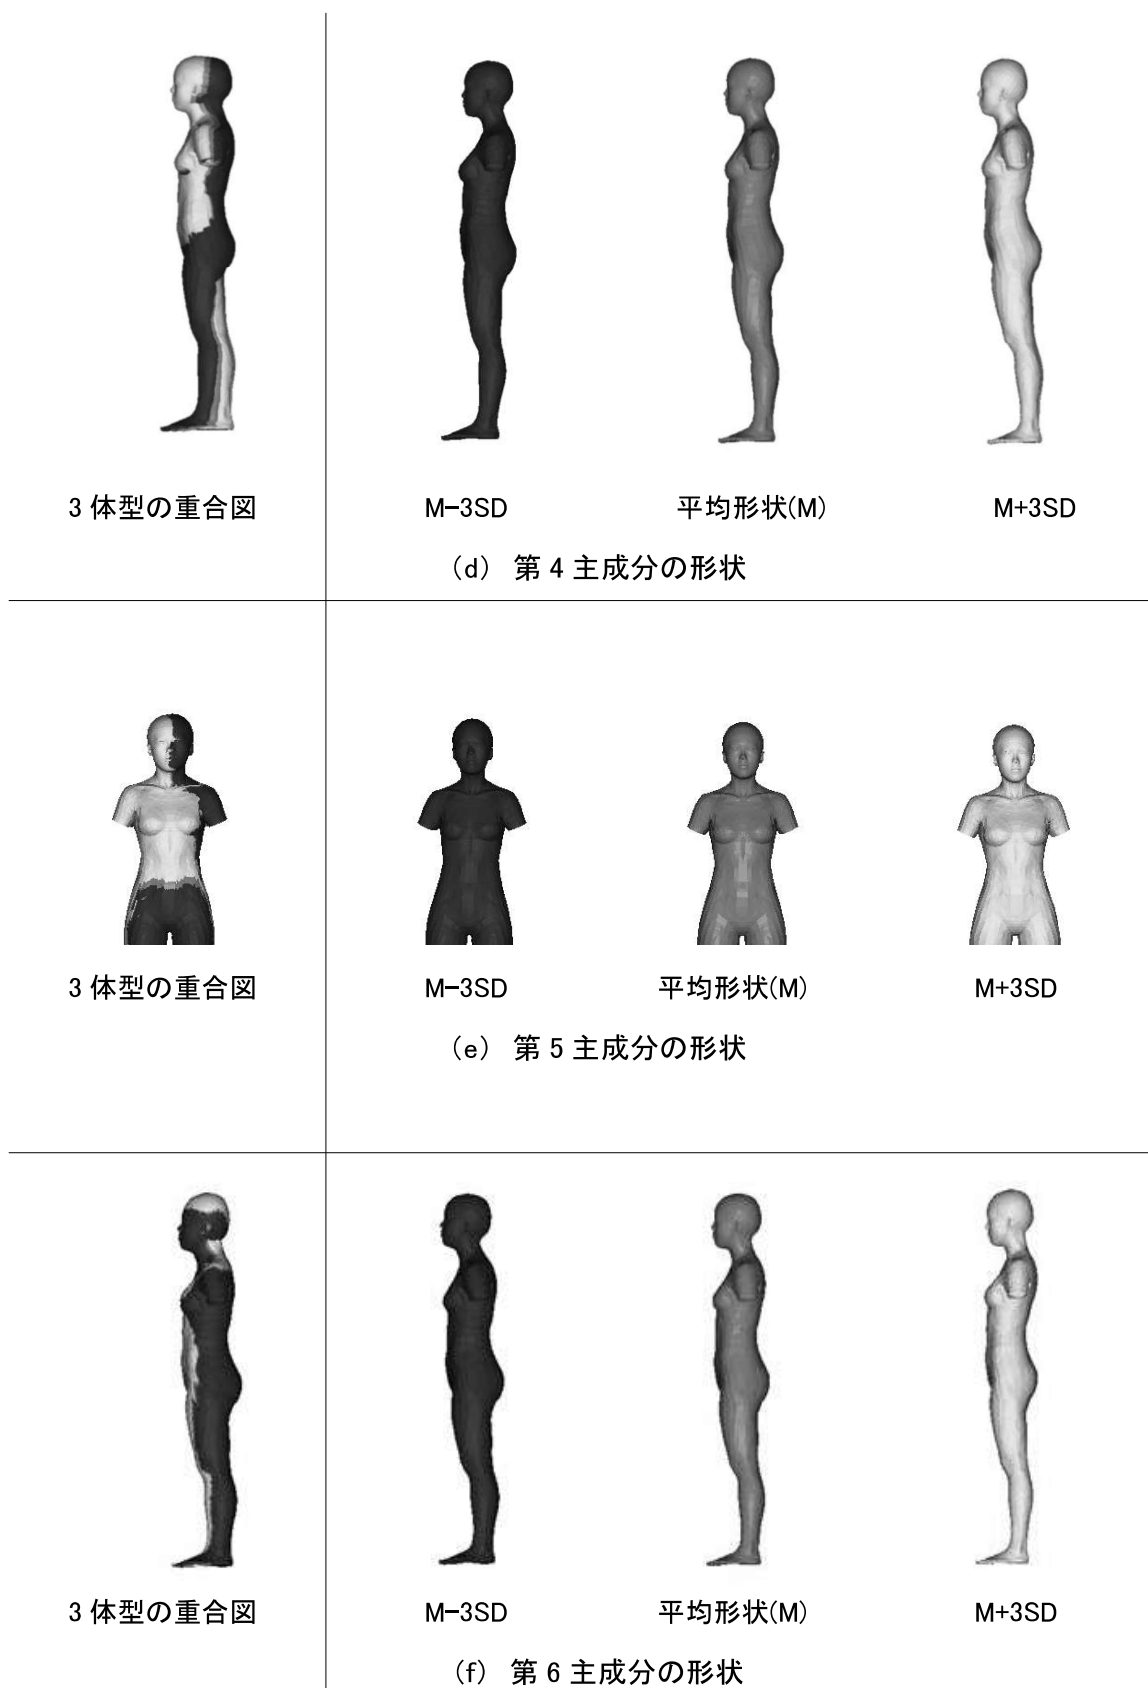 3 体型の重合図 M-3SD 平均形状(M) M+3SD
(d) 第 4 主成分の形状
3 体型の重合図 M-3SD 平均形状(M) M+3SD
(e) 第 5 主成分の形状
3 体型の重合図 M-3SD 平均形状(M) M+3SD
(f) 第 6 主成分の形状